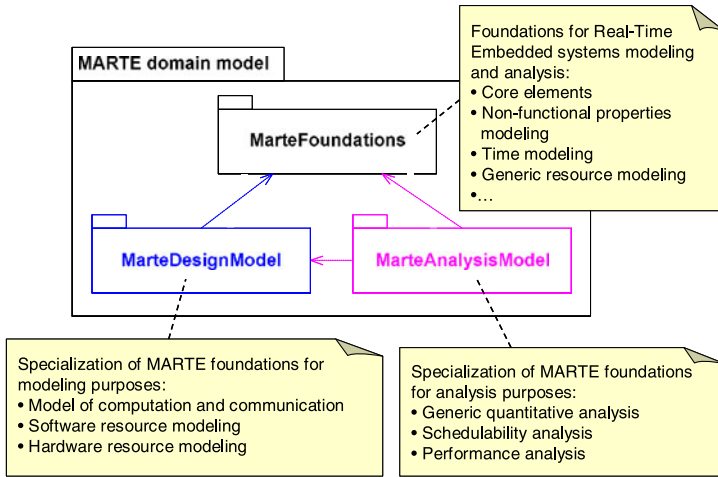 Foundations for Real-Time
Embedded systems modeling
and analysis:
• Core elements
• Non-functional properties
modeling
• Time modeling
• Generic resource modeling
•...
MARTE domain model
MarteFoundations
MarteDesignModel
MarteAnalysisModel
Specialization of MARTE foundations for
modeling purposes:
• Model of computation and communication
• Software resource modeling
• Hardware resource modeling
Specialization of MARTE foundations
for analysis purposes:
• Generic quantitative analysis
• Schedulability analysis
• Performance analysis